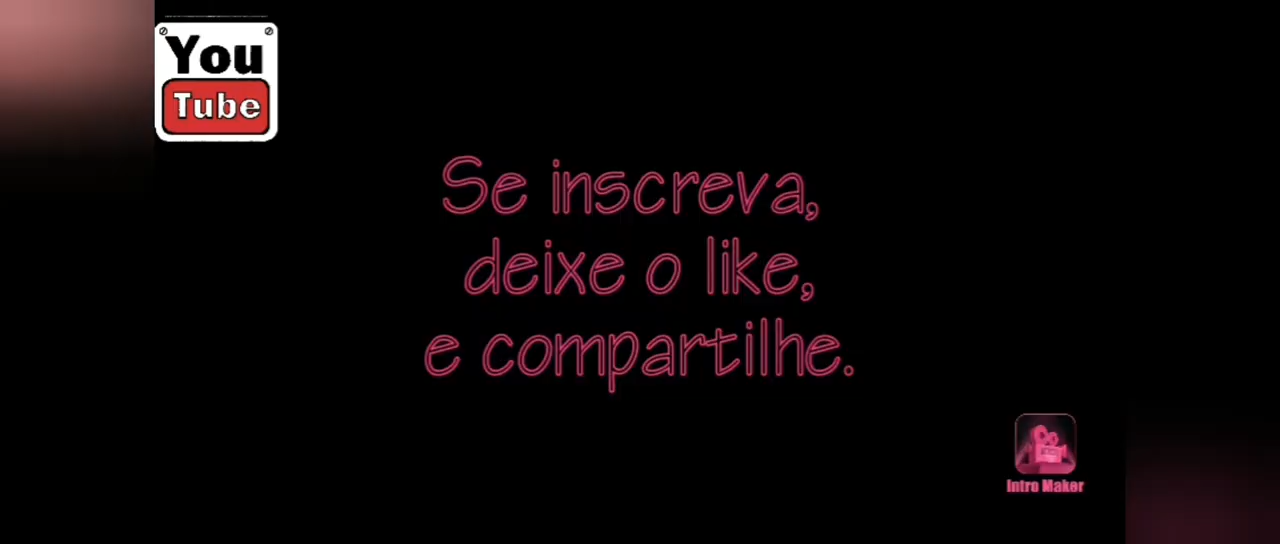 You
Tube
Se inscreva,
deixe o like,
e compartilhe.
Intro Maker